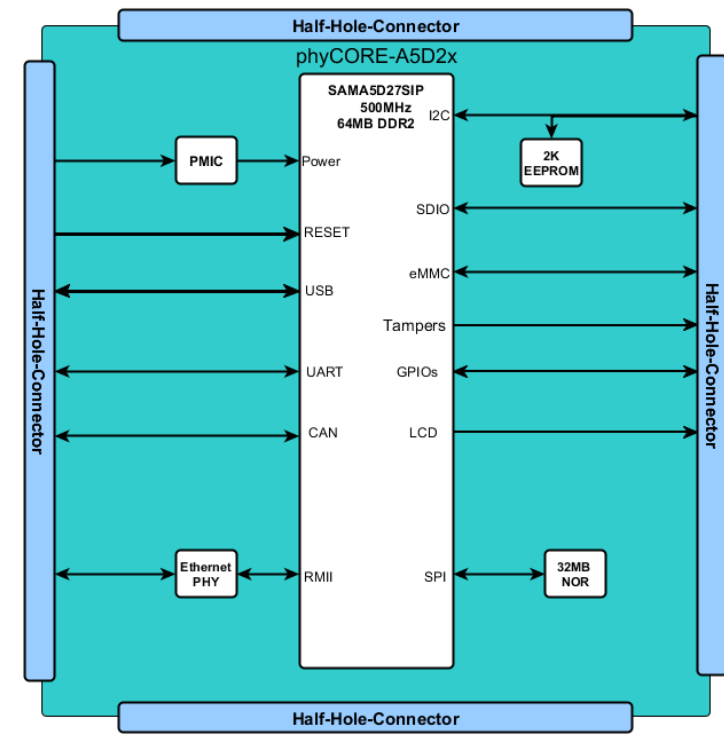 Half-Hole-Connector
phyCORE-A5D2x
SAMA5D27SIP
500MHz
64MB DDR2
I2C
PMIC
Power
2K
EEPROM
SDIO
RESET
eMMC
USB
Half-Hole-Connector
Half-Hole-Connector
Tampers
UART
GPIOs
CAN
LCD
Ethernet
PHY
RMII
SPI
32MB
NOR
Half-Hole-Connector